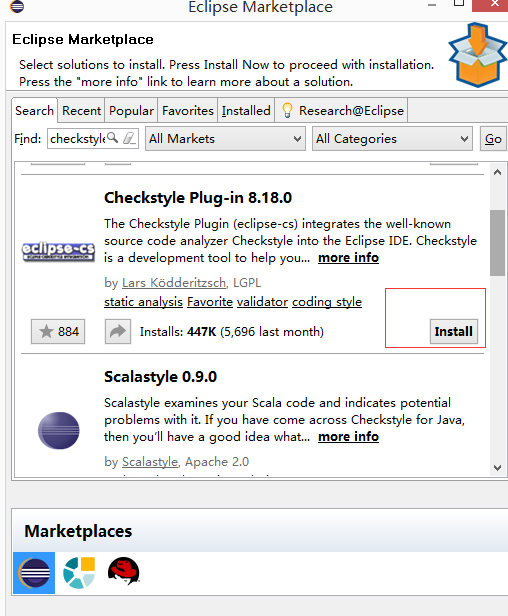 Eclipse Marketplace
Eclipse Marketplace
Select solutions to install. Press Install Now to proceed with installation.
Press the "more info" link to learn more about a solution.
Search Recent Popular Favorites Installed Research@Eclipse
Find: checkstyle All Markets All Categories Go
Checkstyle Plug-in 8.18.0
The Checkstyle Plugin (eclipse-cs) integrates the well-known
source code analyzer Checkstyle into the Eclipse IDE. Checkstyle
is a development tool to help you... more info
eclipse-cs
by Lars Ködderitzsch, LGPL
static analysis Favorite validator coding style
884 Installs: 447K (5,696 last month) Install
Scalastyle 0.9.0
Scalastyle examines your Scala code and indicates potential
problems with it. If you have come across Checkstyle for Java,
then you'll have a good idea what... more info
by Scalastyle, Apache 2.0
Marketplaces